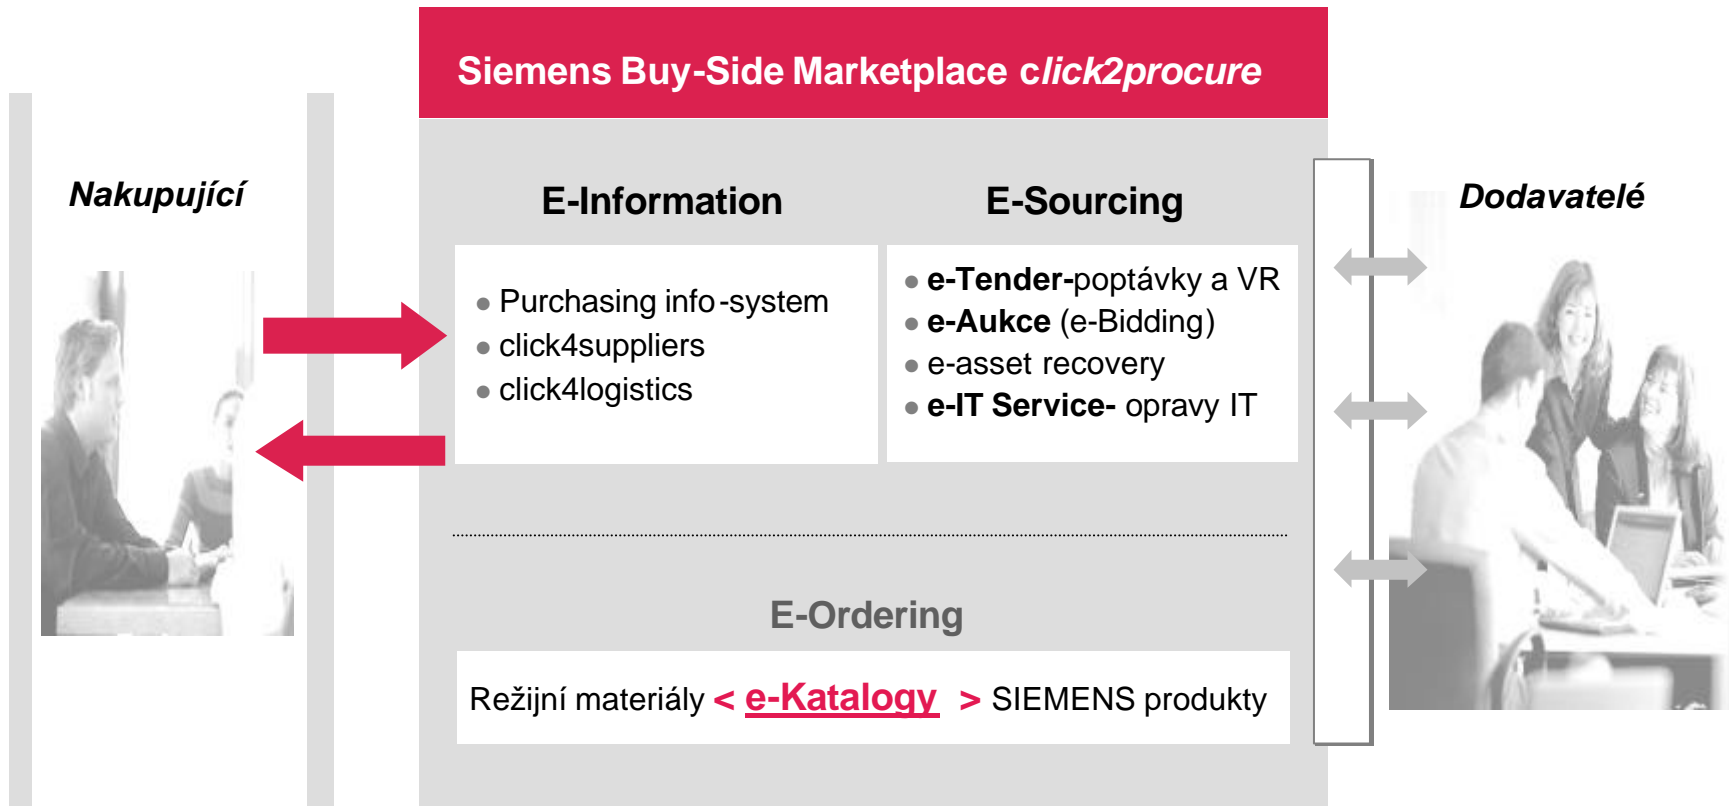 Siemens Buy-Side Marketplace click2procure
Nakupující
E-Information
Purchasing info-system
click4suppliers
click4logistics
E-Sourcing
e-Tender-poptávky a VR
e-Aukce (e-Bidding)
e-asset recovery
e-IT Service- opravy IT
Dodavatelé
E-Ordering
Režijní materiály < e-Katalogy > SIEMENS produkty